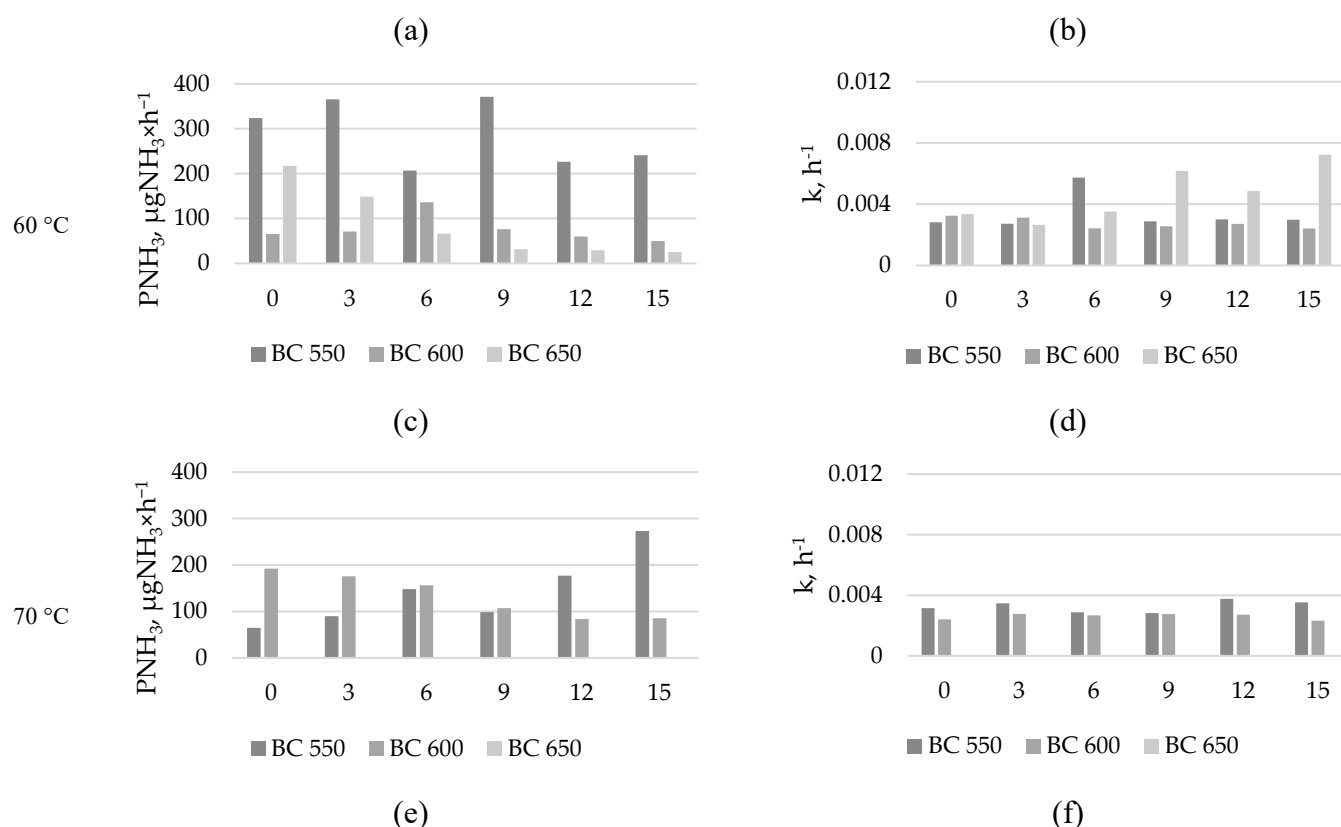 (a) (b)
60 °C
PNH₃, µgNH₃×h⁻¹
400
300
200
100
0
0 3 6 9 12 15
BC 550 BC 600 BC 650
k, h⁻¹
0.012
0.008
0.004
0
0 3 6 9 12 15
BC 550 BC 600 BC 650
(c) (d)
70 °C
PNH₃, µgNH₃×h⁻¹
400
300
200
100
0
0 3 6 9 12 15
BC 550 BC 600 BC 650
k, h⁻¹
0.012
0.008
0.004
0
0 3 6 9 12 15
BC 550 BC 600 BC 650
(e) (f)